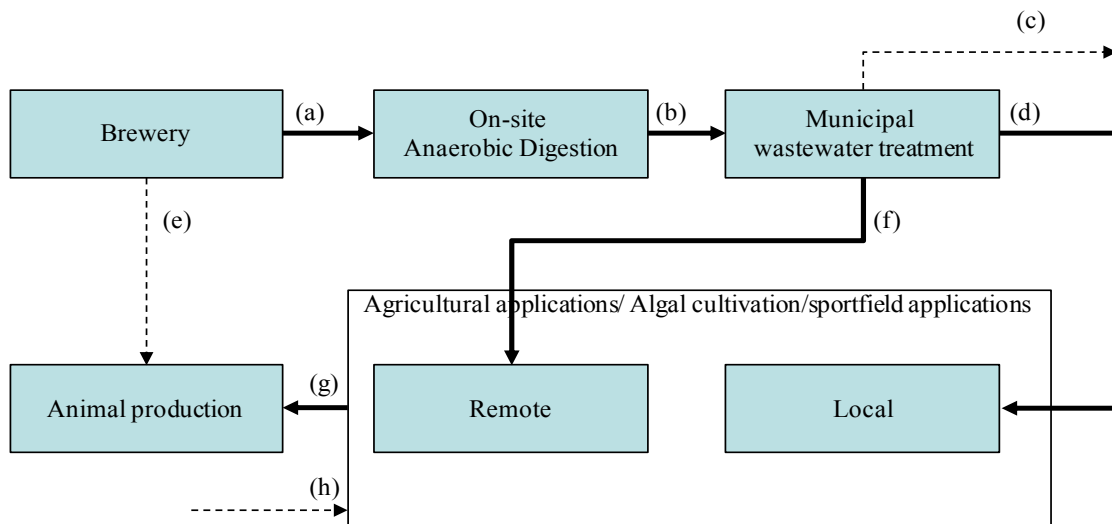 (c)
Brewery
(a)
On-site
Anaerobic Digestion
(b)
Municipal
wastewater treatment
(d)
(e)
(f)
Agricultural applications/ Algal cultivation/sportfield applications
Animal production
(g)
Remote
Local
(h)